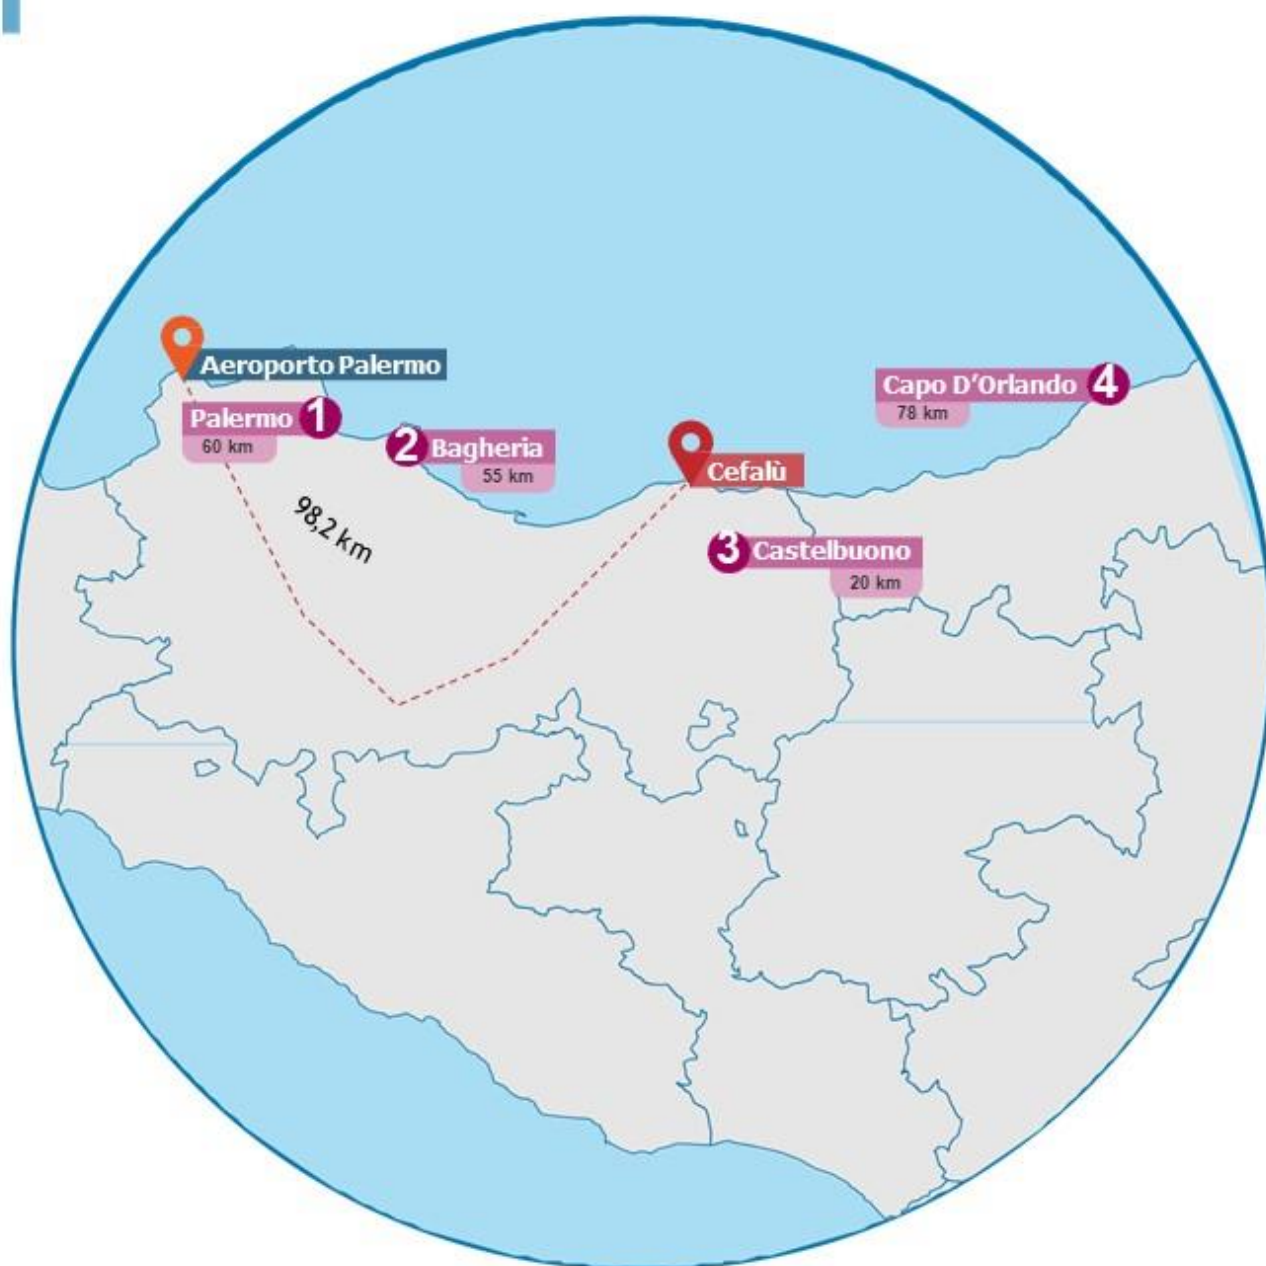 Aeroporto Palermo
Palermo 1
60 km
2 Bagheria
55 km
98,2 km
Cefalù
Capo D’Orlando 4
78 km
3 Castelbuono
20 km